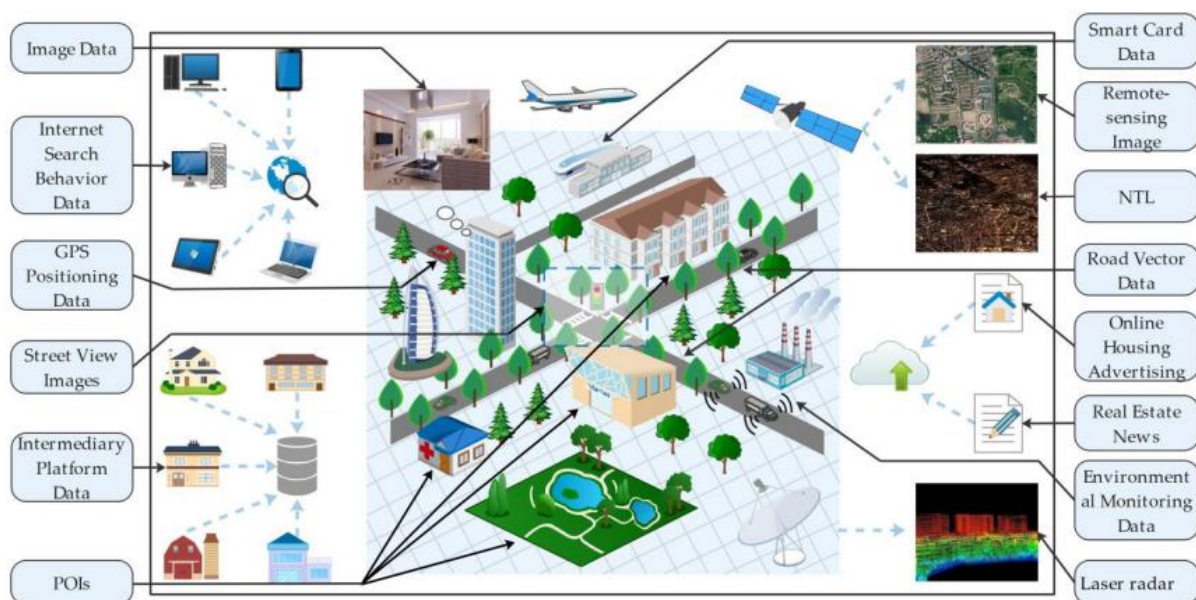 Image Data
Internet
Search
Behavior
Data
GPS
Positioning
Data
Street View
Images
Intermediary
Platform
Data
POIs
Smart Card
Data
Remote-
sensing
Image
NTL
Road Vector
Data
Online
Housing
Advertising
Real Estate
News
Environment
al Monitoring
Data
Laser radar